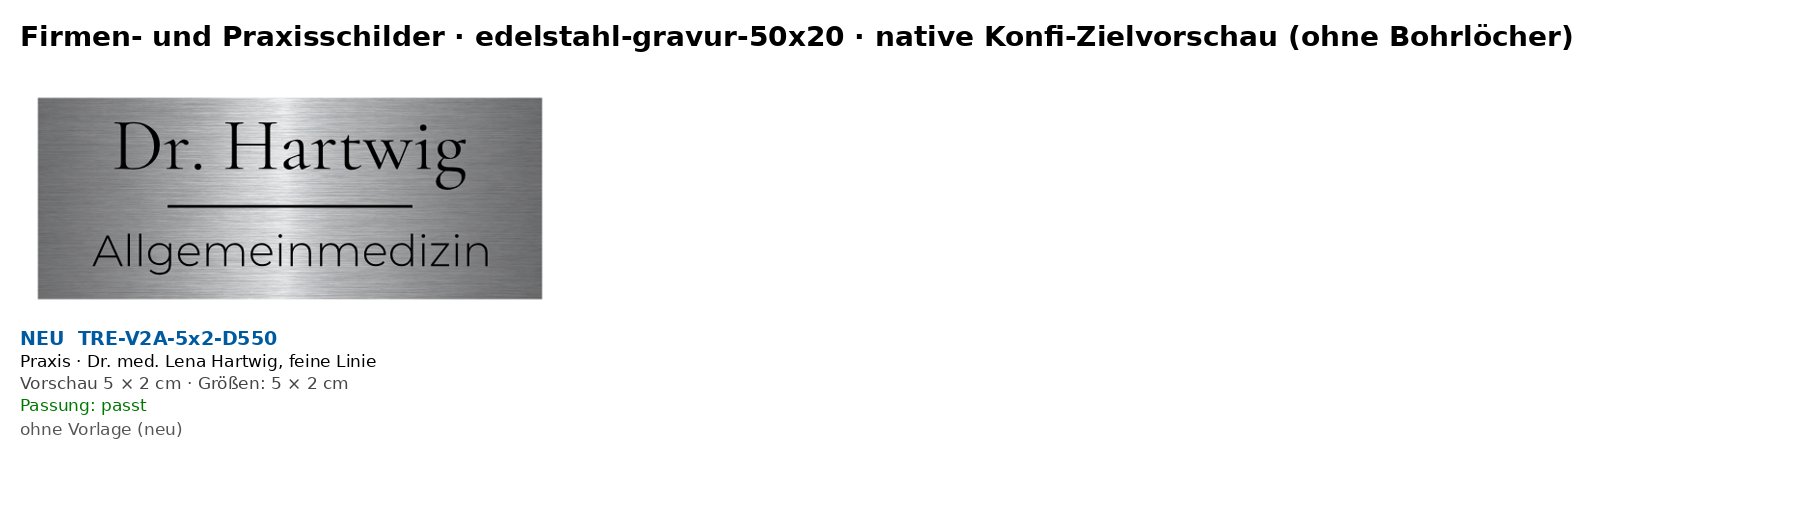 Firmen- und Praxisschilder · edelstahl-gravur-50x20 · native Konfi-Zielvorschau (ohne Bohrlöcher)
Dr. Hartwig
Allgemeinmedizin
NEU TRE-V2A-5x2-D550
Praxis · Dr. med. Lena Hartwig, feine Linie
Vorschau 5 × 2 cm · Größen: 5 × 2 cm
Passung: passt
ohne Vorlage (neu)